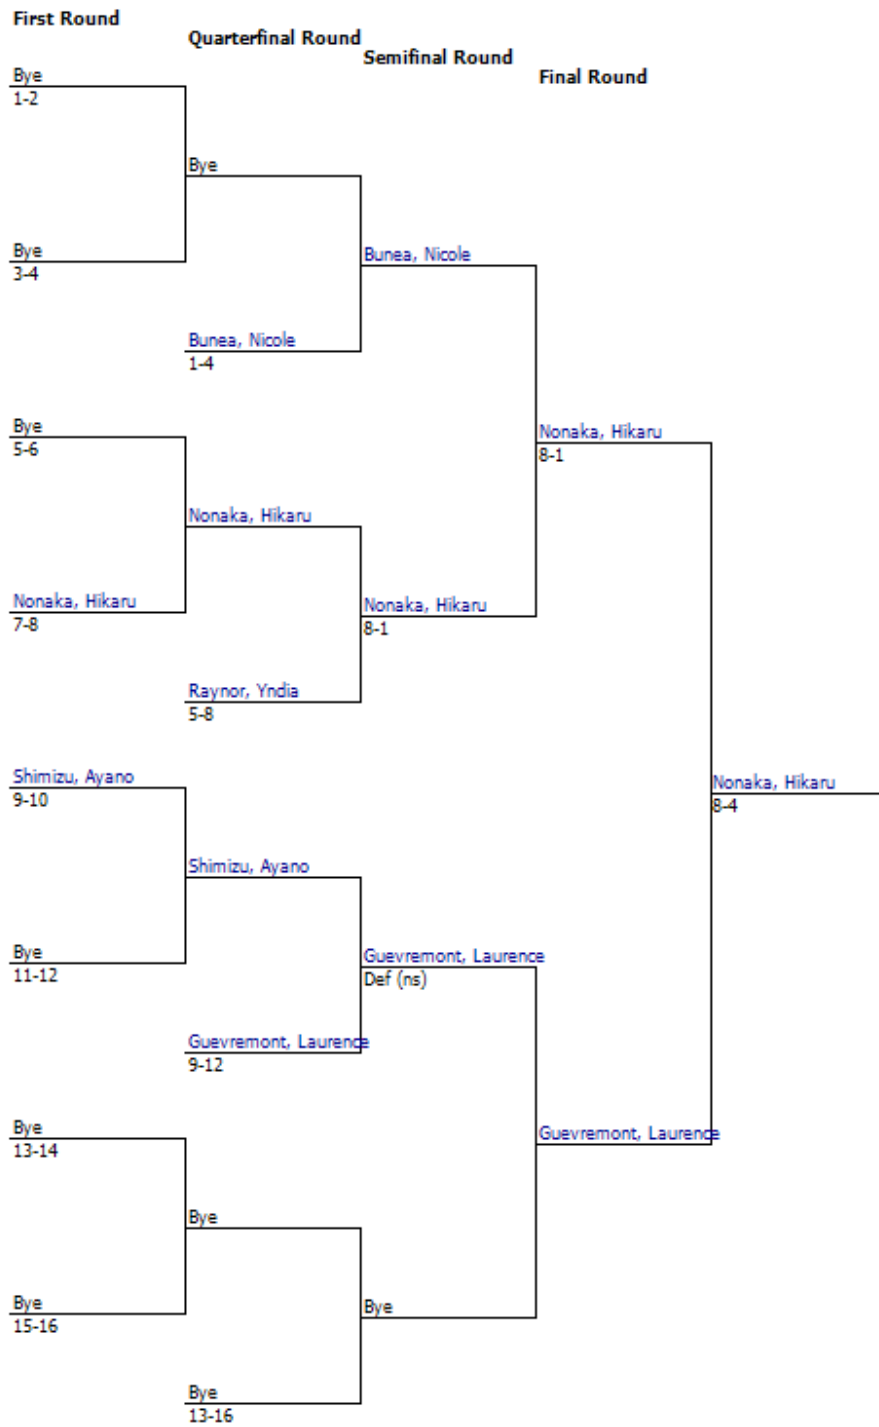 First Round
Quarterfinal Round
Semifinal Round
Final Round
Bye
1-2
Bye
Bye
3-4
Bunea, Nicole
Bunea, Nicole
1-4
Bye
5-6
Nonaka, Hikaru
8-1
Nonaka, Hikaru
Nonaka, Hikaru
7-8
Nonaka, Hikaru
8-1
Raynor, Yndia
5-8
Shimizu, Ayano
9-10
Nonaka, Hikaru
8-4
Shimizu, Ayano
Bye
11-12
Guevremont, Laurence
Def (ns)
Guevremont, Laurence
9-12
Bye
13-14
Guevremont, Laurence
Bye
Bye
15-16
Bye
Bye
13-16